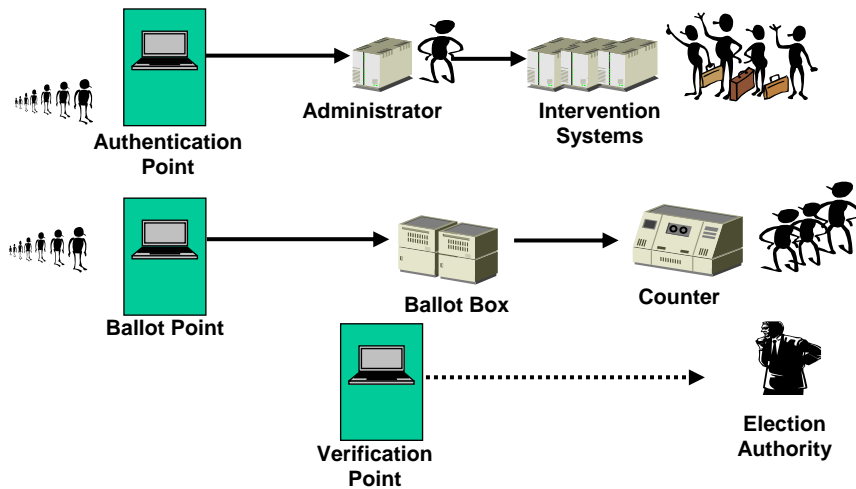 Administrator
Intervention
Systems
Authentication
Point
Ballot Point
Ballot Box
Counter
Verification
Point
Election
Authority